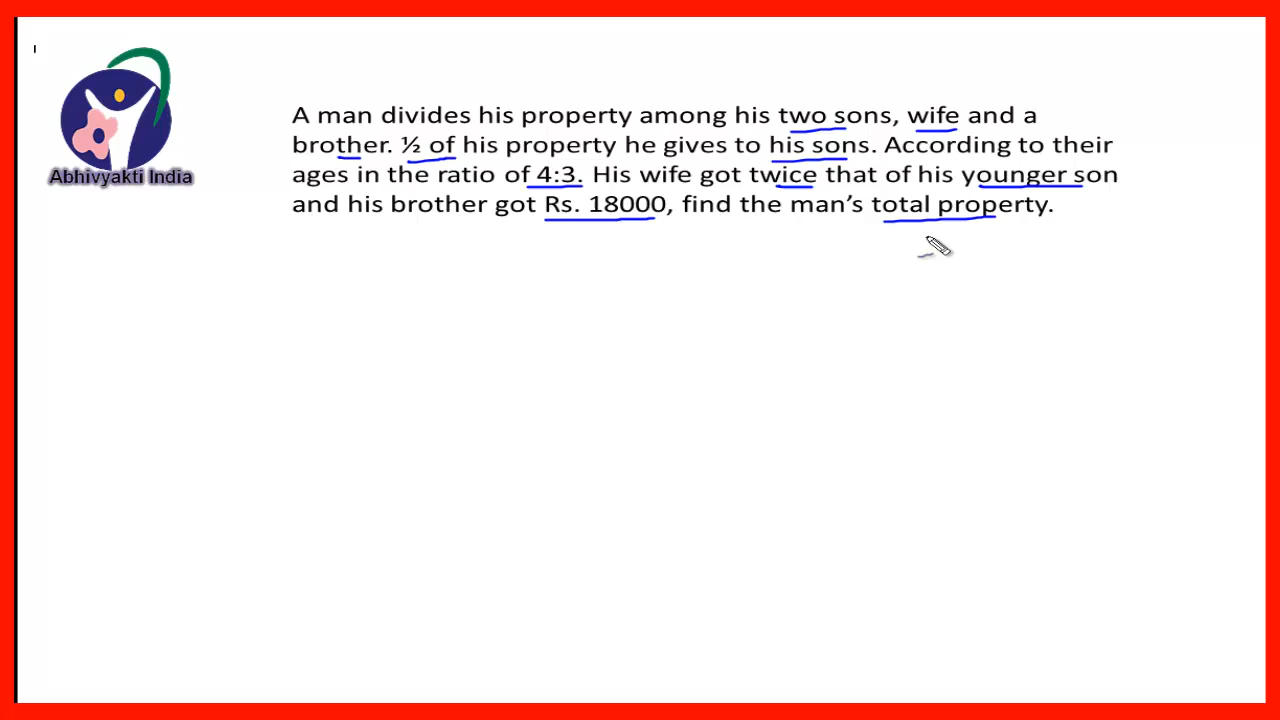 A man divides his property among his two sons, wife and a
brother. ½ of his property he gives to his sons. According to their
ages in the ratio of 4:3. His wife got twice that of his younger son
and his brother got Rs. 18000, find the man’s total property.
Abhivyakti India